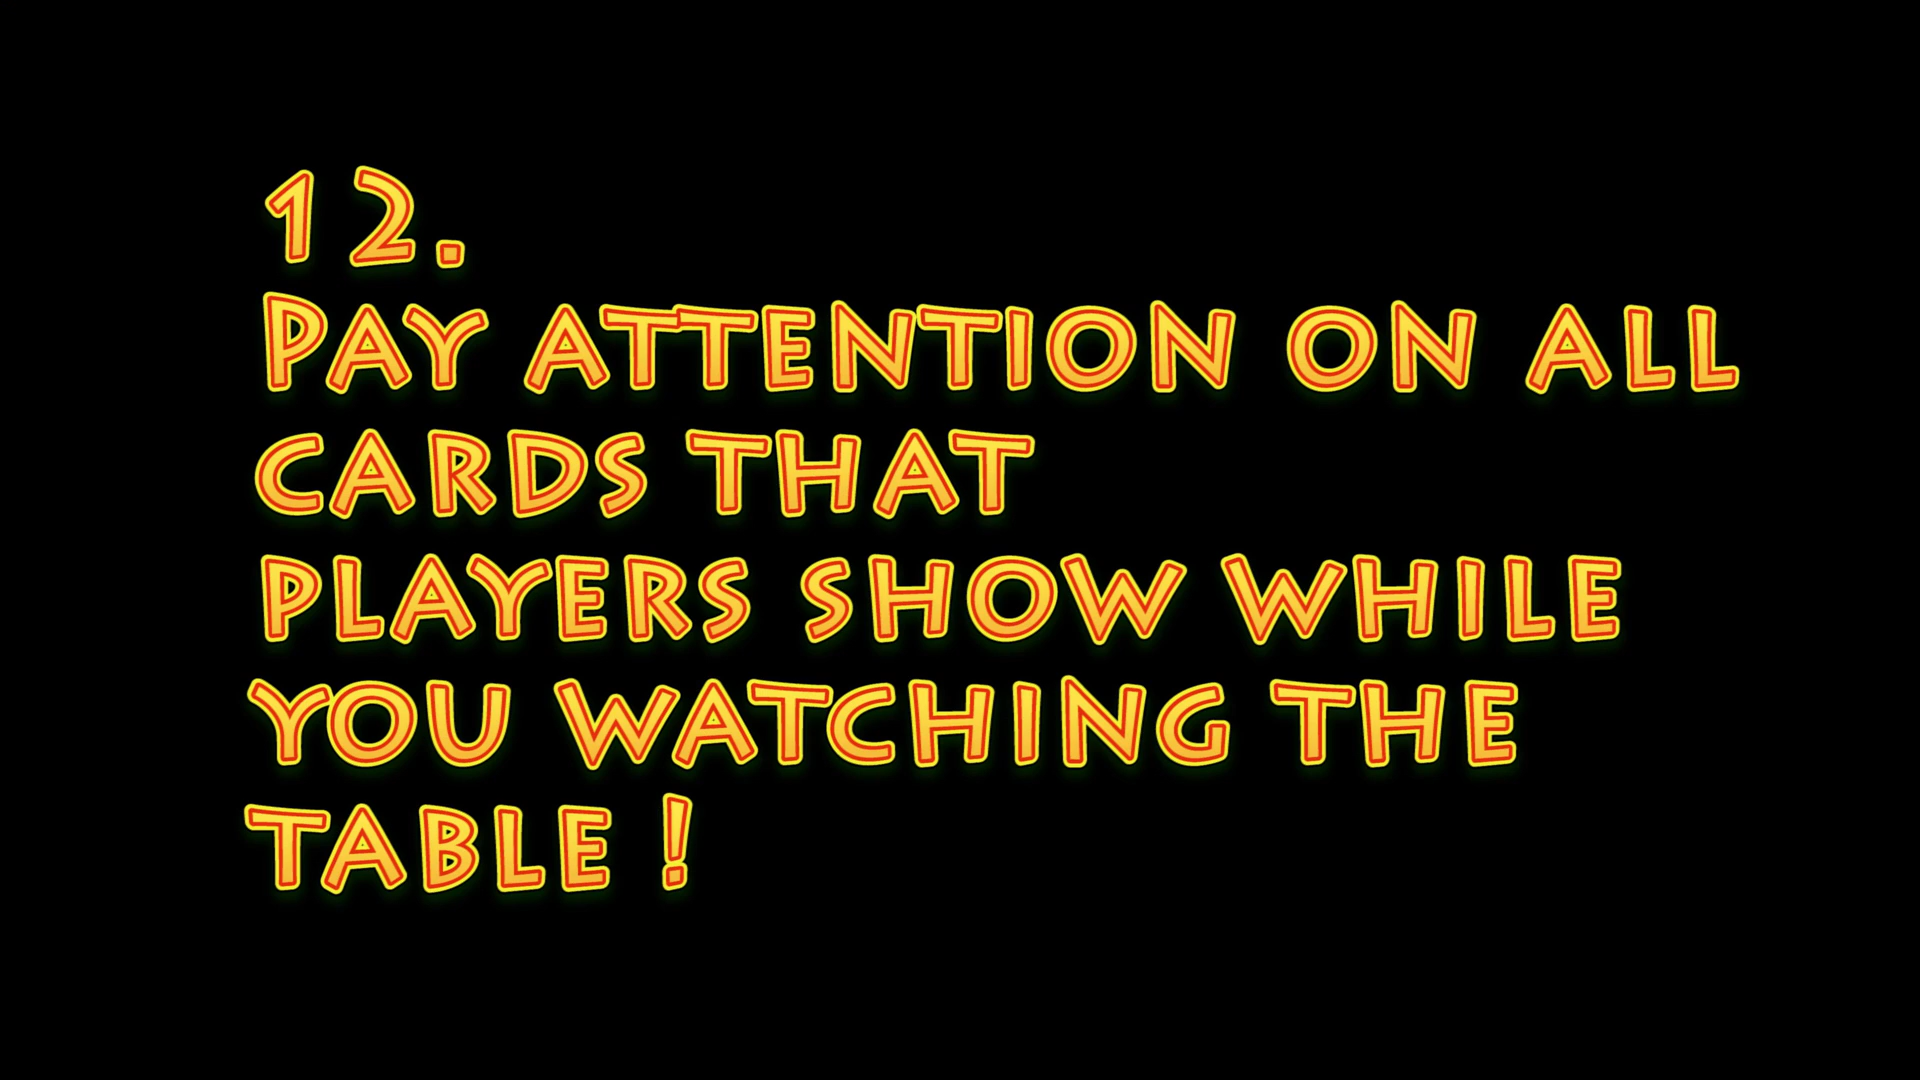 12.
Pay attention on all
cards that
players show while
you watching the
table !